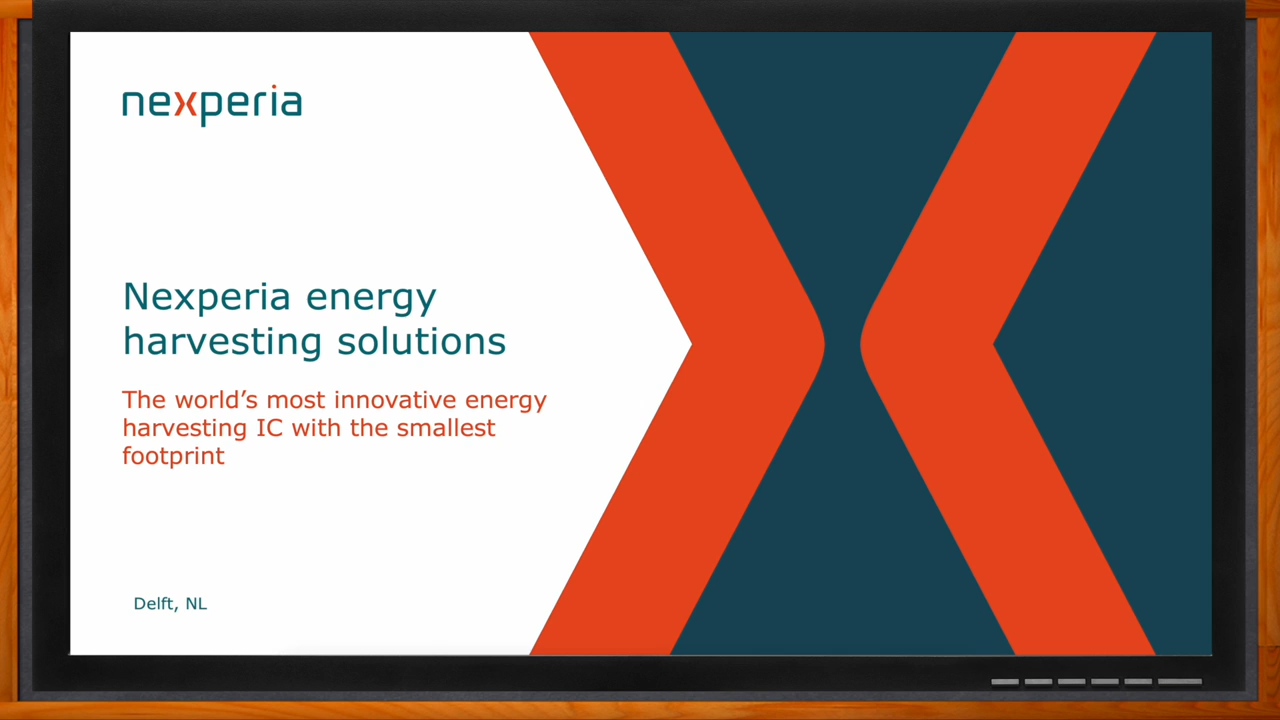 nexperia
Nexperia energy
harvesting solutions
The world’s most innovative energy
harvesting IC with the smallest
footprint
Delft, NL